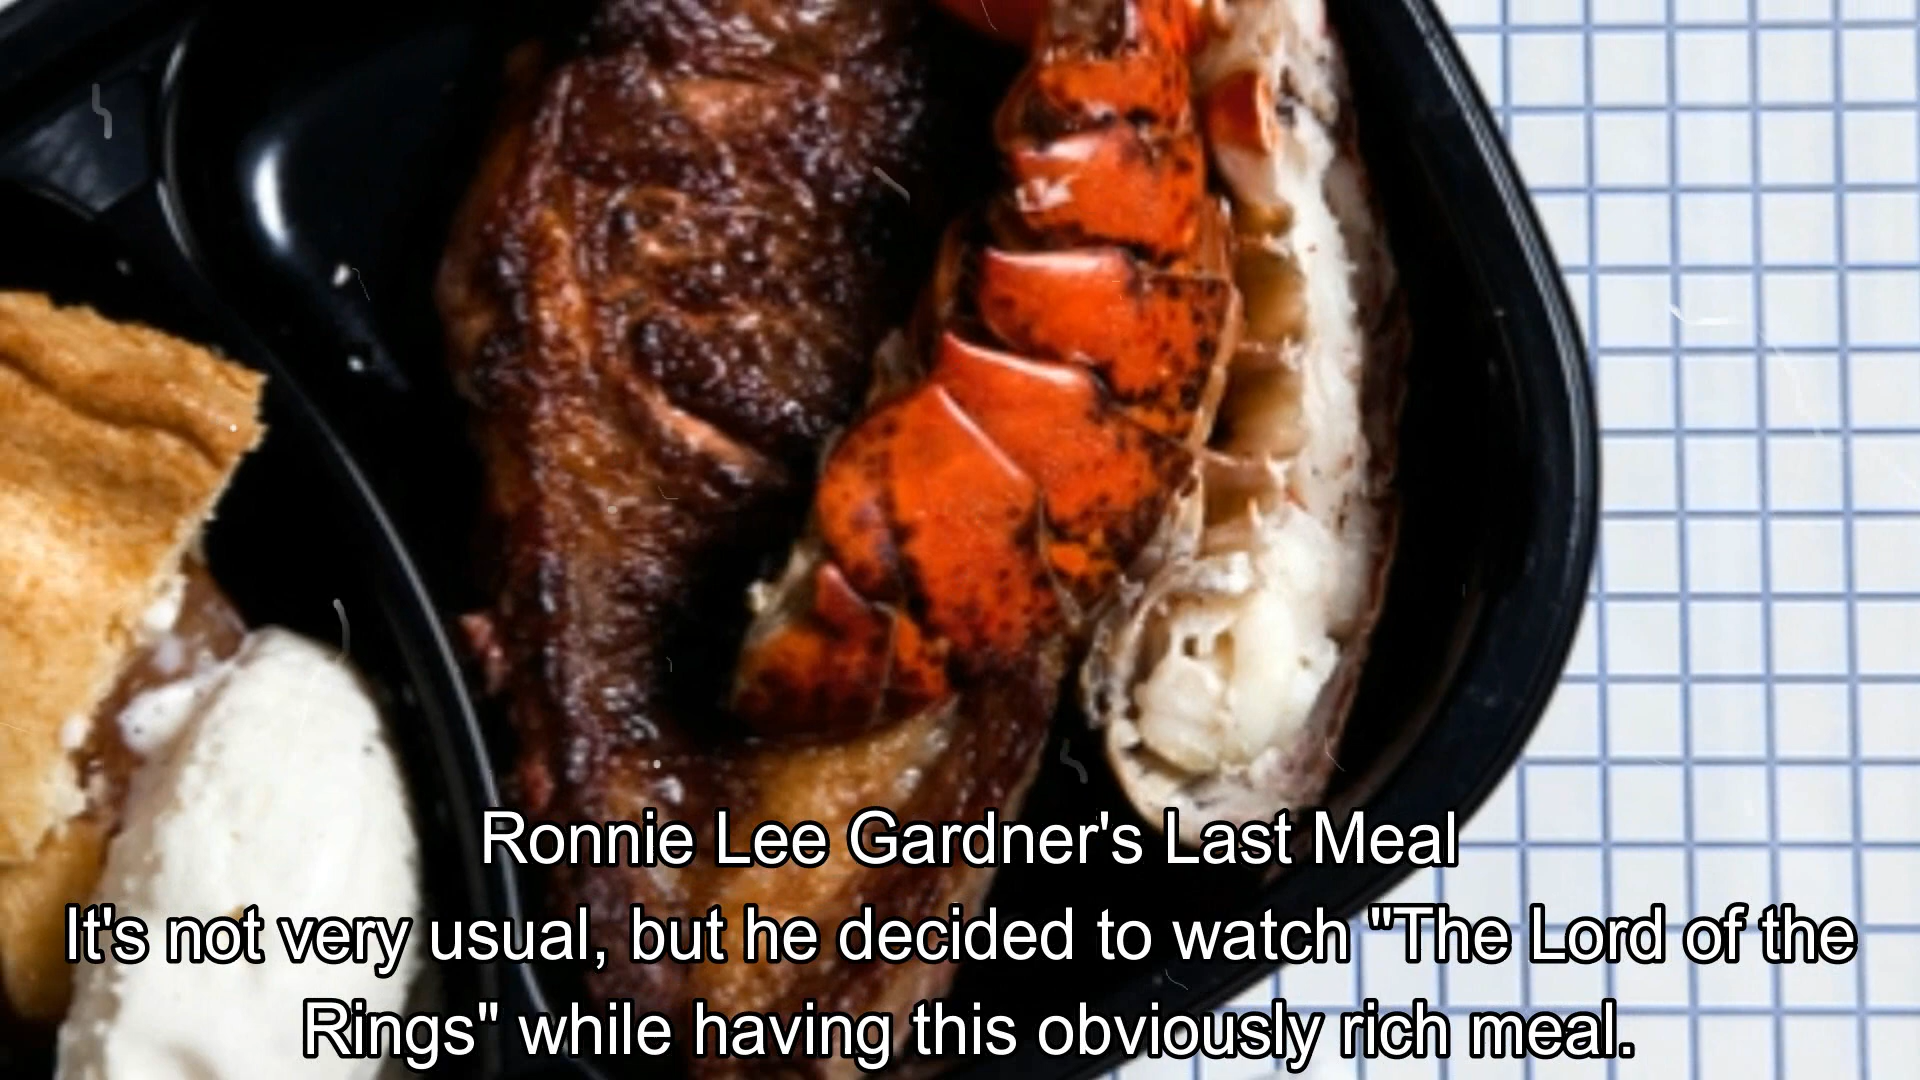 Ronnie Lee Gardner's Last Meal
It's not very usual, but he decided to watch "The Lord of the
Rings" while having this obviously rich meal.